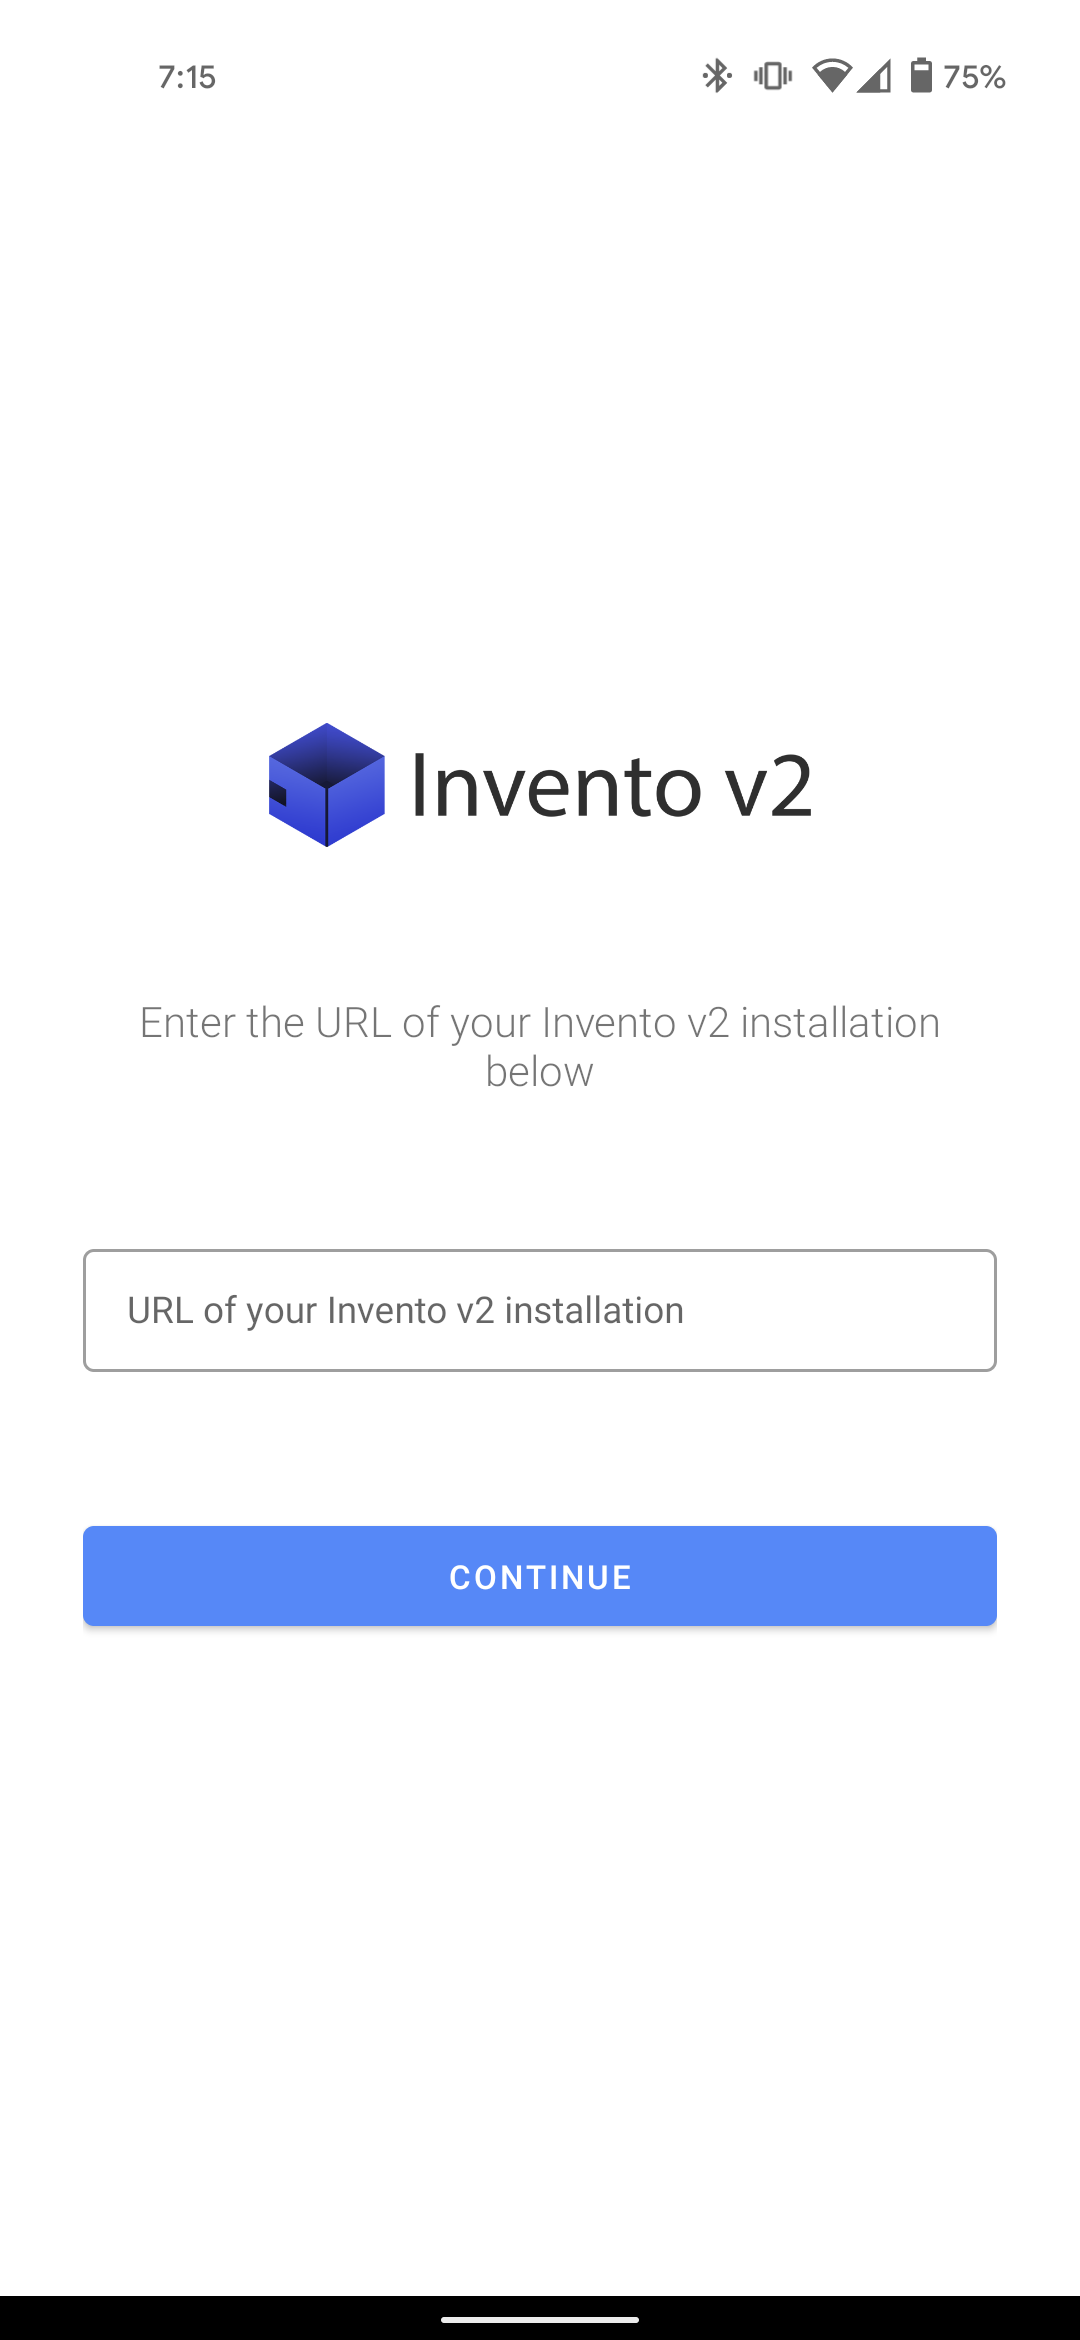 7:15
75%
Invento v2
Enter the URL of your Invento v2 installation
below
URL of your Invento v2 installation
CONTINUE